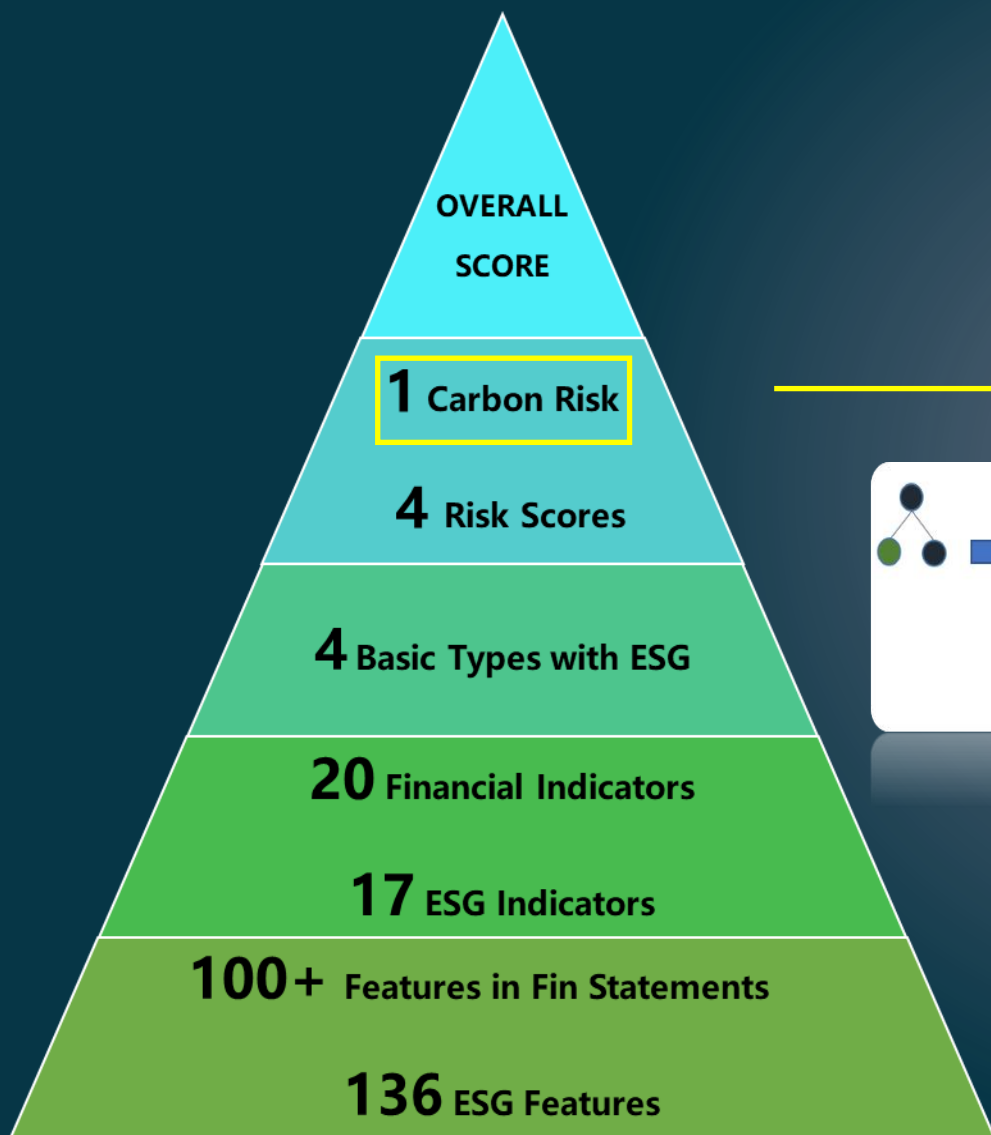 OVERALL
SCORE
1 Carbon Risk
4 Risk Scores
4 Basic Types with ESG
20 Financial Indicators
17 ESG Indicators
100+ Features in Fin Statements
136 ESG Features